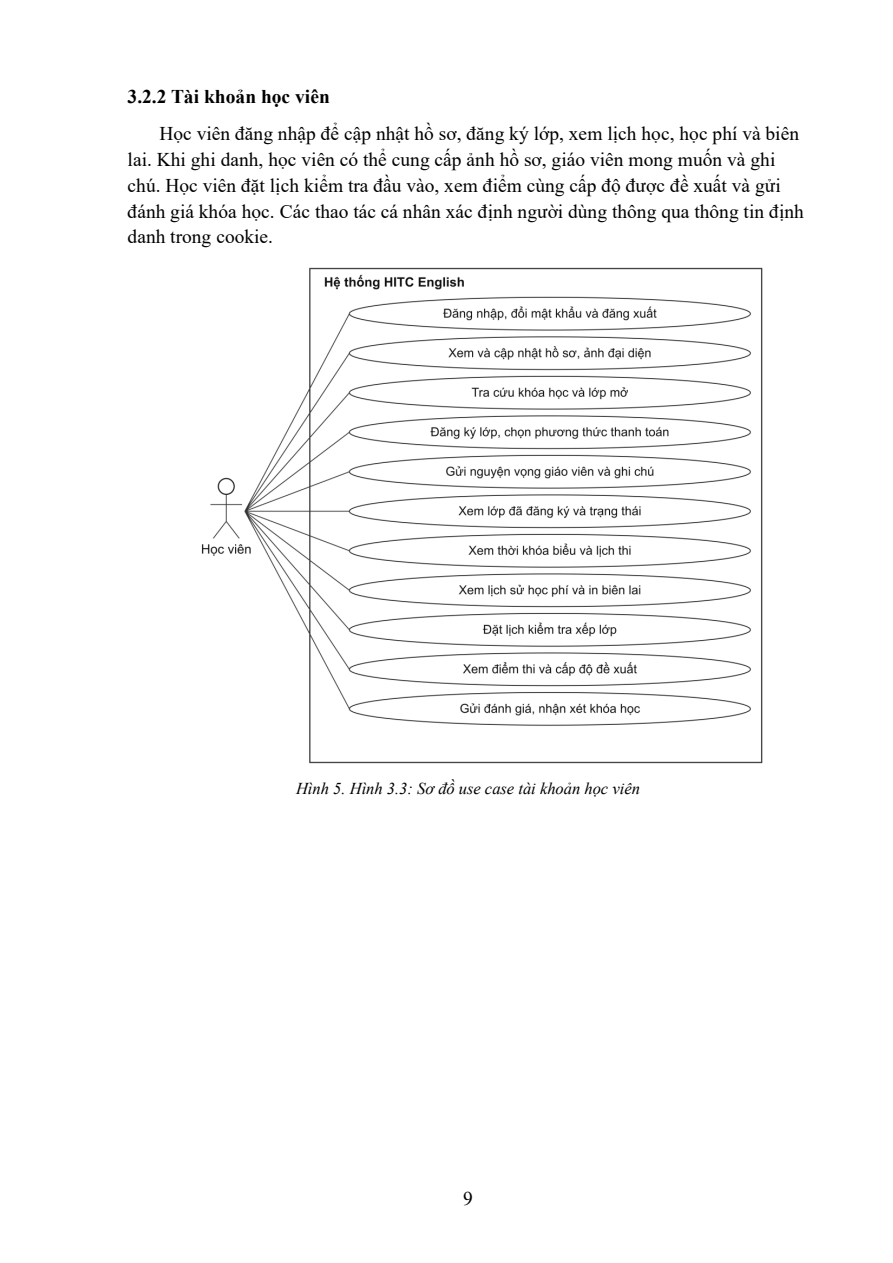 3.2.2 Tài khoản học viên
Học viên đăng nhập để cập nhật hồ sơ, đăng ký lớp, xem lịch học, học phí và biên
lai. Khi ghi danh, học viên có thể cung cấp ảnh hồ sơ, giáo viên mong muốn và ghi
chú. Học viên đặt lịch kiểm tra đầu vào, xem điểm cùng cấp độ được đề xuất và gửi
đánh giá khóa học. Các thao tác cá nhân xác định người dùng thông qua thông tin định
danh trong cookie.
Hệ thống HITC English
Đăng nhập, đổi mật khẩu và đăng xuất
Xem và cập nhật hồ sơ, ảnh đại diện
Tra cứu khóa học và lớp mở
Đăng ký lớp, chọn phương thức thanh toán
Gửi nguyện vọng giáo viên và ghi chú
Xem lớp đã đăng ký và trạng thái
Học viên
Xem thời khóa biểu và lịch thi
Xem lịch sử học phí và in biên lai
Đặt lịch kiểm tra xếp lớp
Xem điểm thi và cấp độ đề xuất
Gửi đánh giá, nhận xét khóa học
Hình 5. Hình 3.3: Sơ đồ use case tài khoản học viên
9